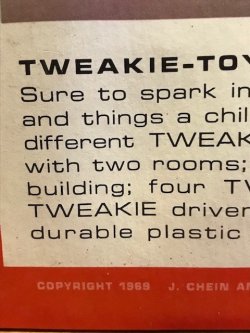 TWEAKIE-TOY
Sure to spark in
and things a chil
different TWEAK
with two rooms;
building; four T
TWEAKIE driver
durable plastic
COPYRIGHT 1969 J. CHEIN AN